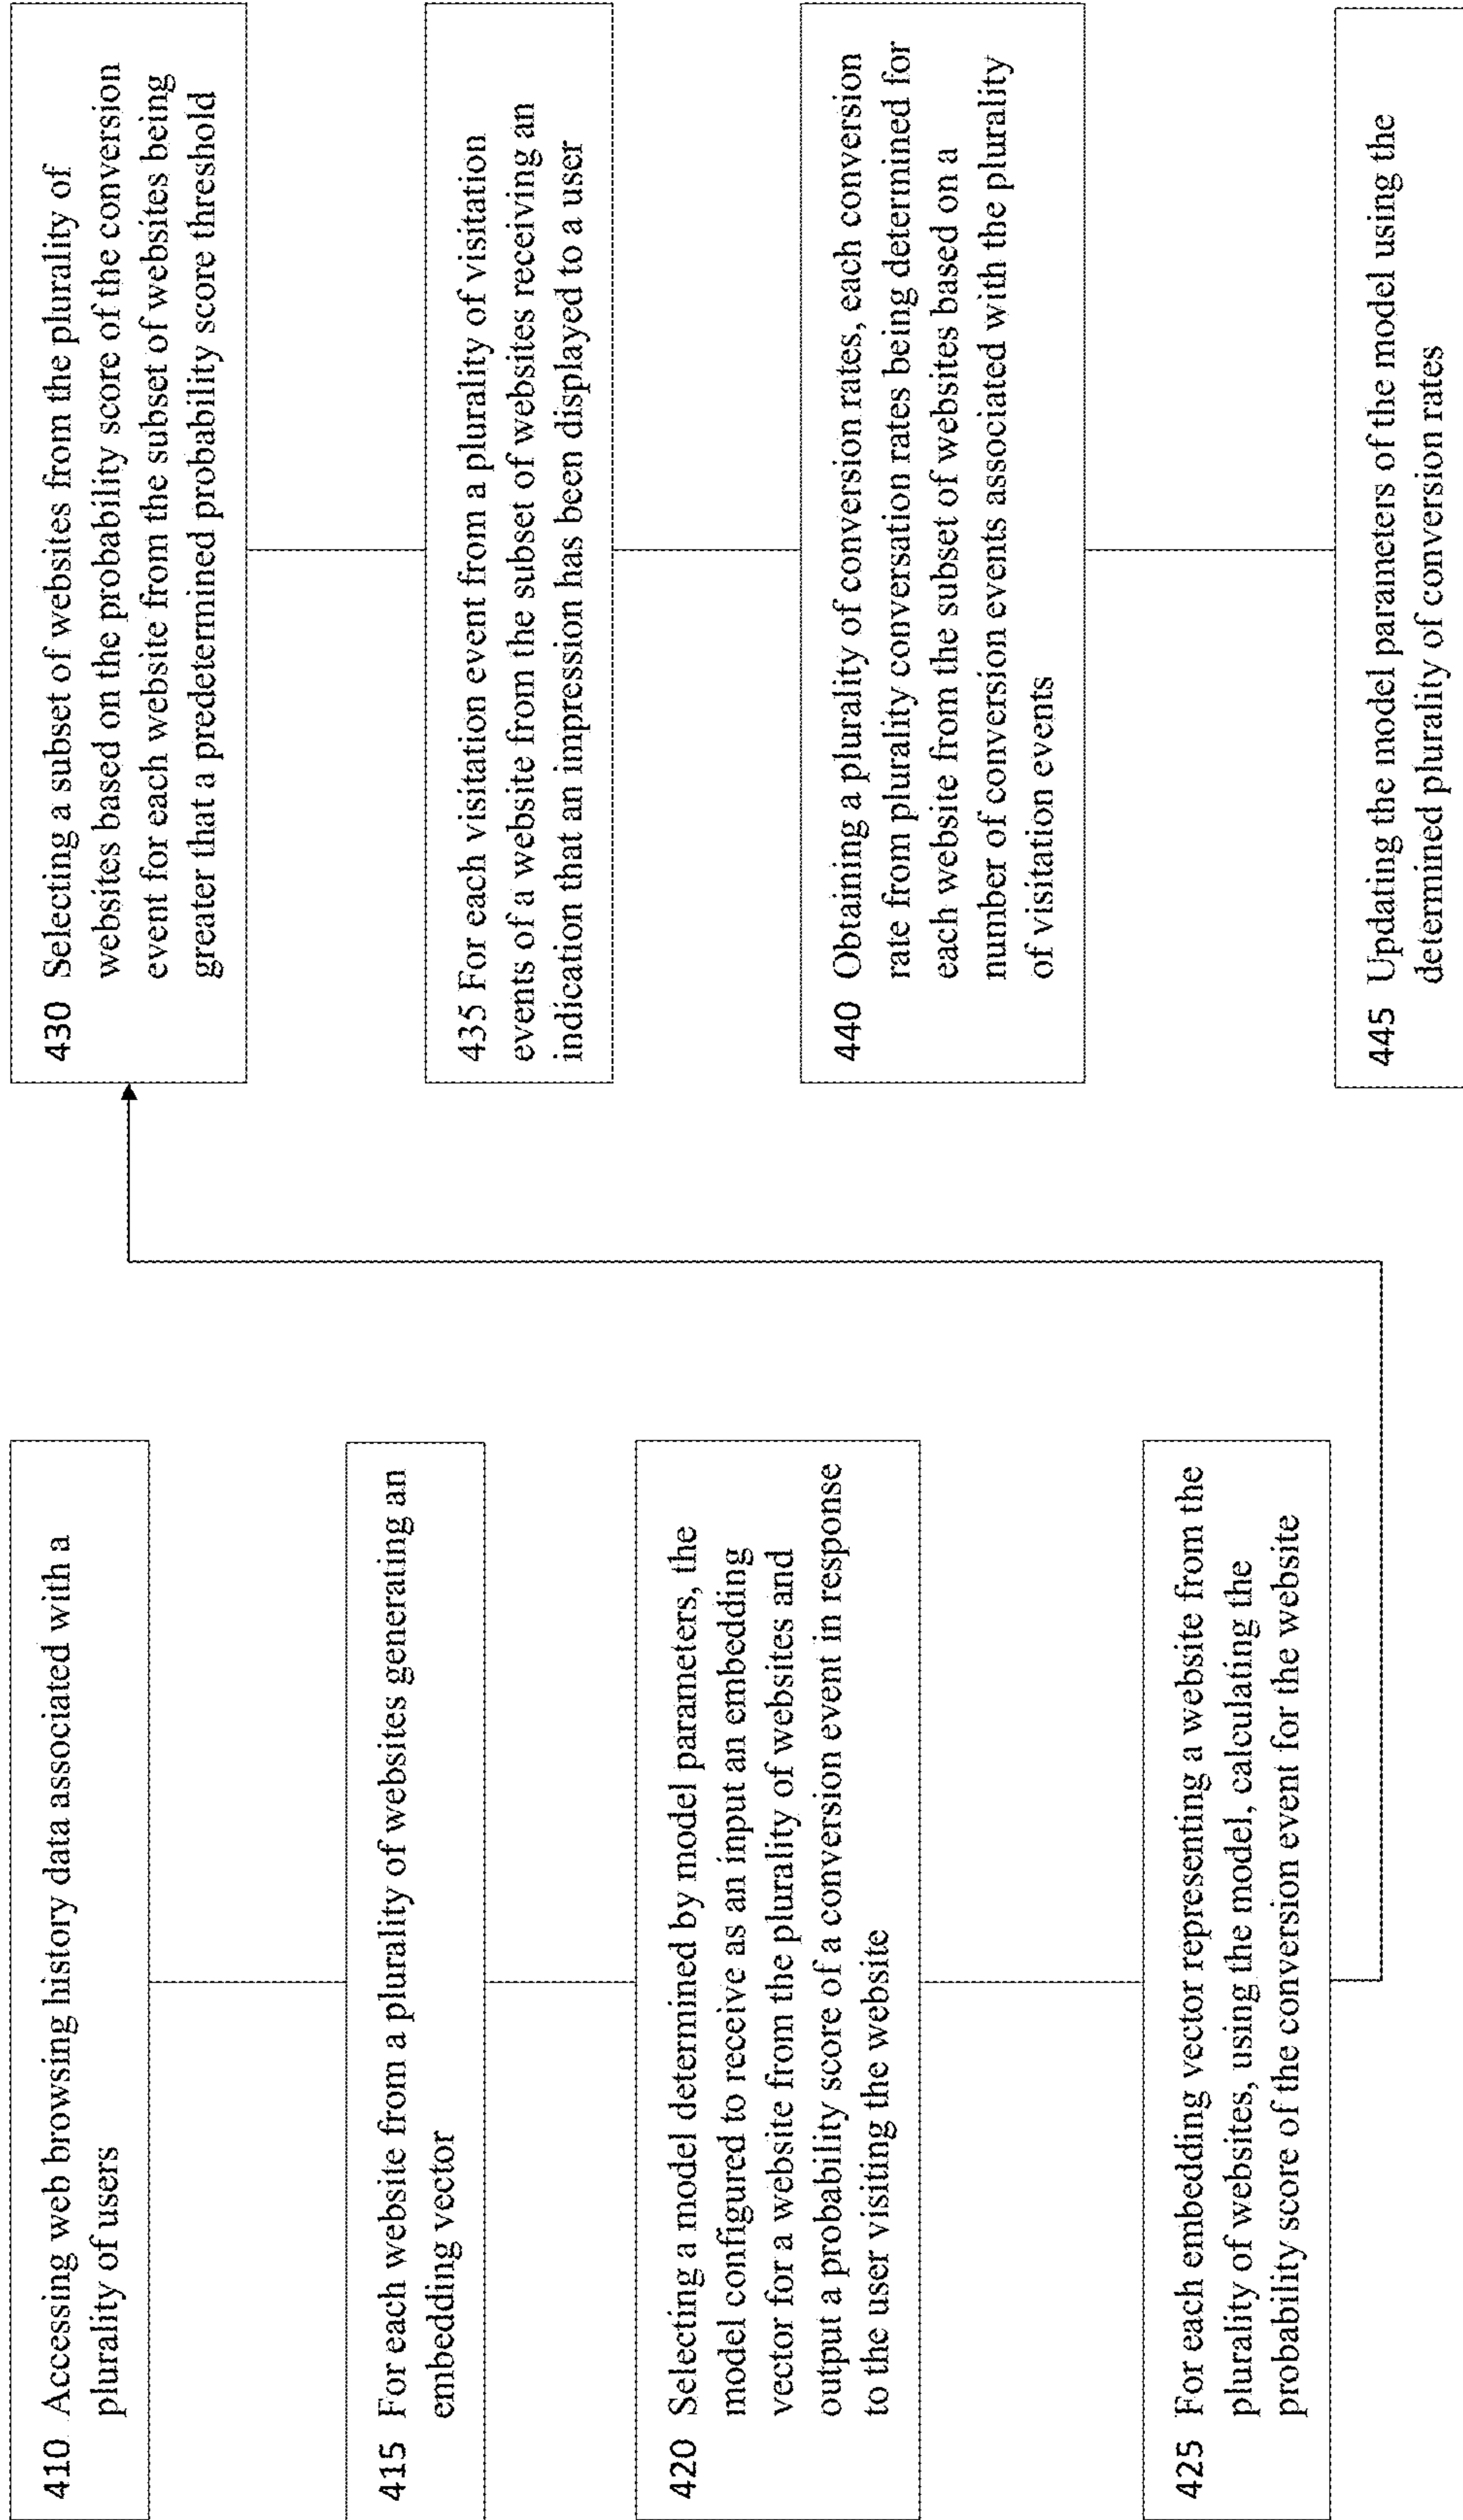 410 Accessing web browsing history data associated with a
plurality of users
415 For each website from a plurality of websites generating an
embedding vector
420 Selecting a model determined by model parameters, the
model configured to receive as an input an embedding
vector for a website from the plurality of websites and
output a probability score of a conversion event in response
to the user visiting the website
425 For each embedding vector representing a website from the
plurality of websites, using the model, calculating the
probability score of the conversion event for the website
430 Selecting a subset of websites from the plurality of
websites based on the probability score of the conversion
event for each website from the subset of websites being
greater that a predetermined probability score threshold
435 For each visitation event from a plurality of visitation
events of a website from the subset of websites receiving an
indication that an impression has been displayed to a user
440 Obtaining a plurality of conversion rates, each conversion
rate from plurality conversation rates being determined for
each website from the subset of websites based on a
number of conversion events associated with the plurality
of visitation events
445 Updating the model parameters of the model using the
determined plurality of conversion rates